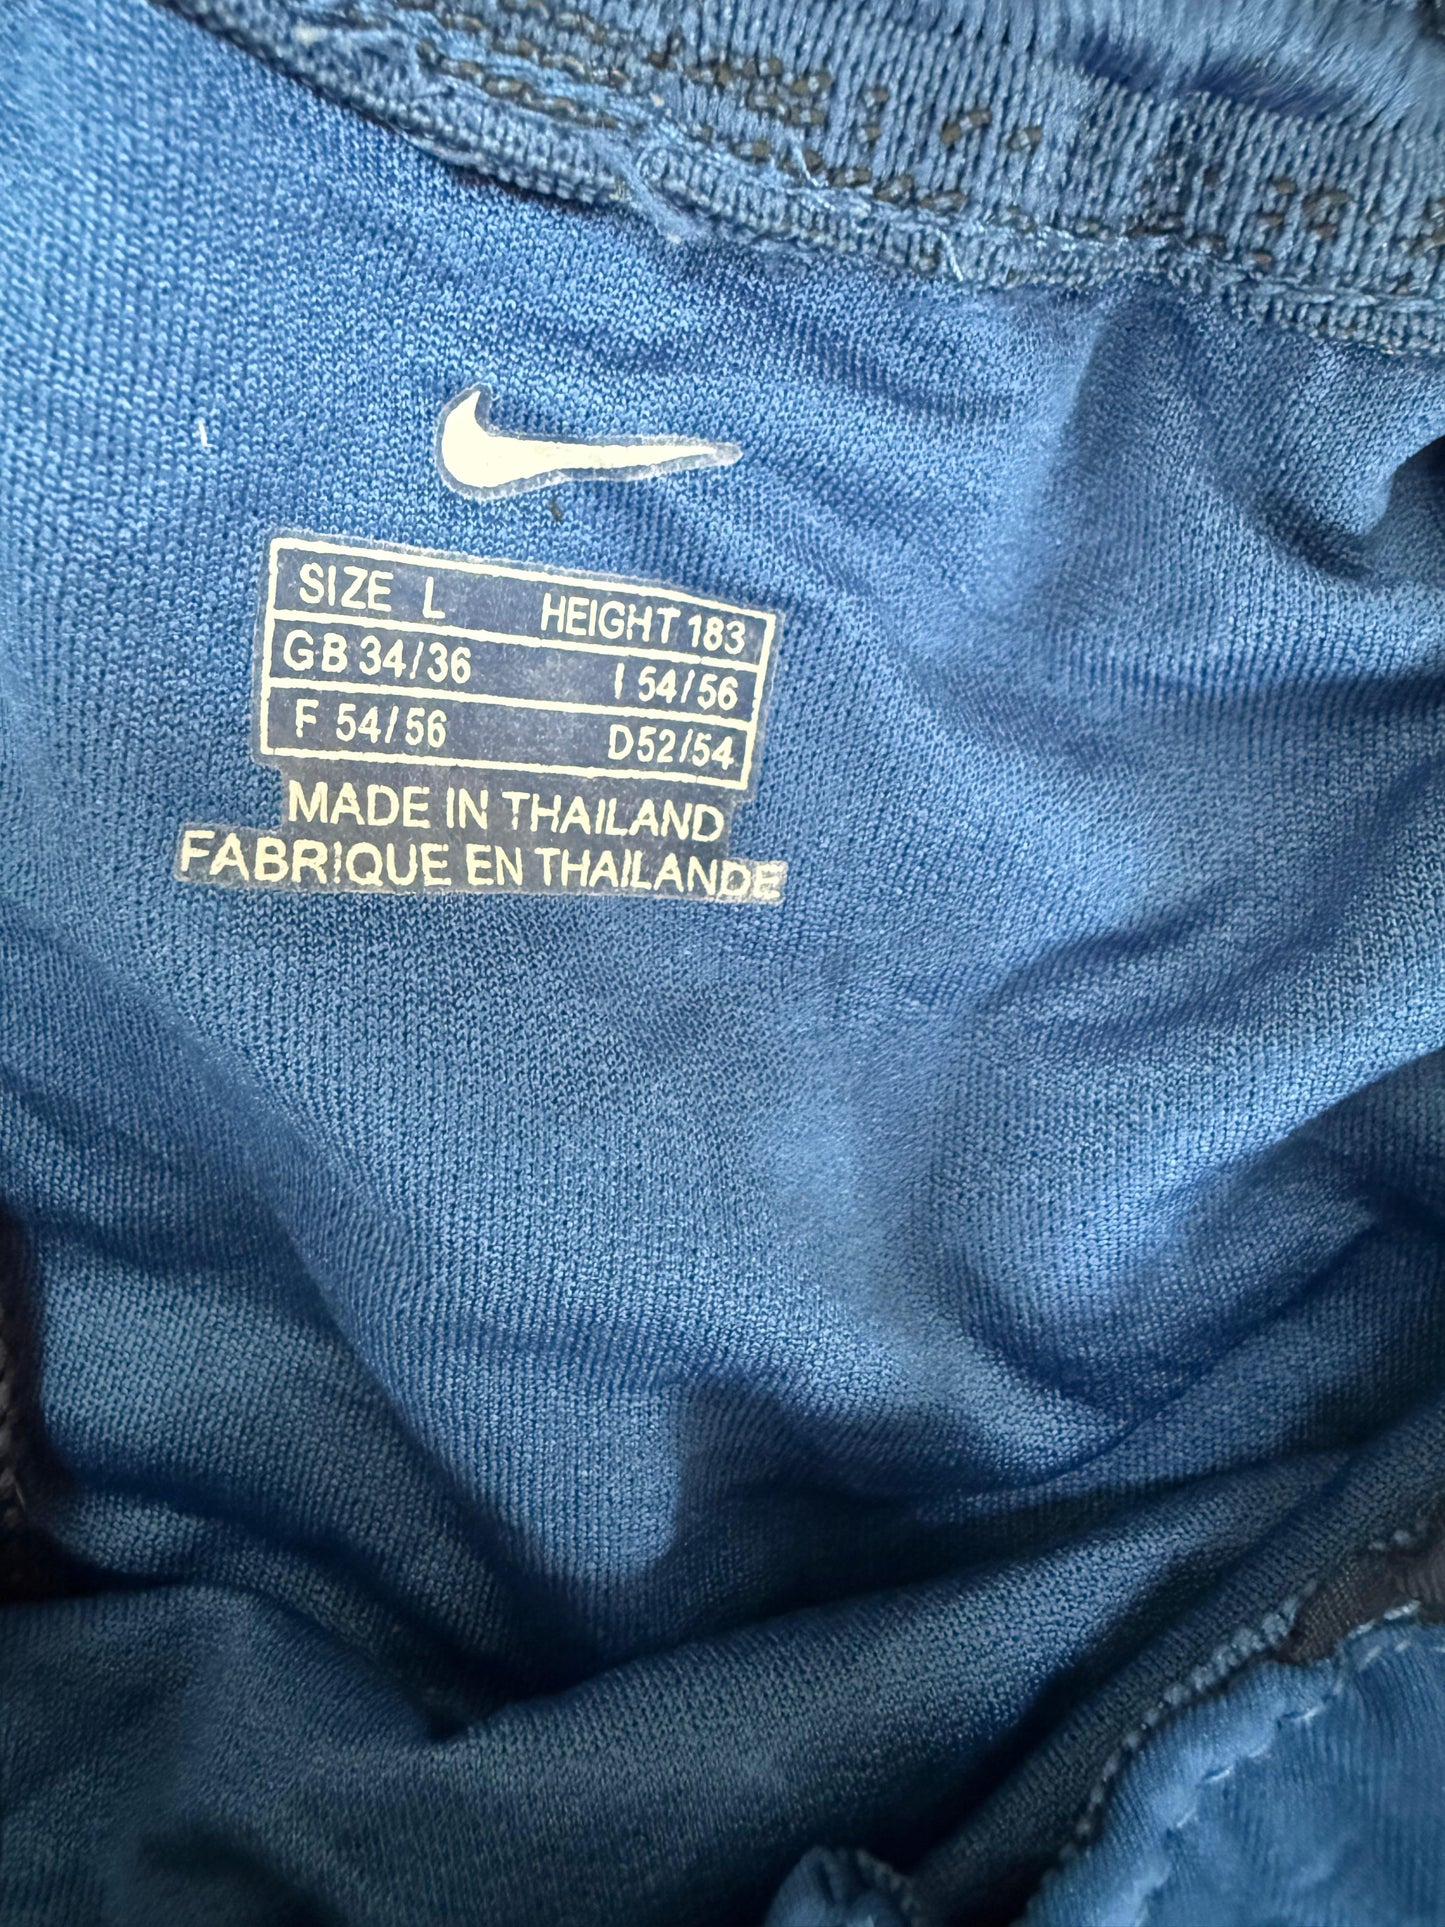 SIZE L HEIGHT 183
GB 34/36 I 54/56
F 54/56 D52/54
MADE IN THAILAND
FABRIQUE EN THAILANDE